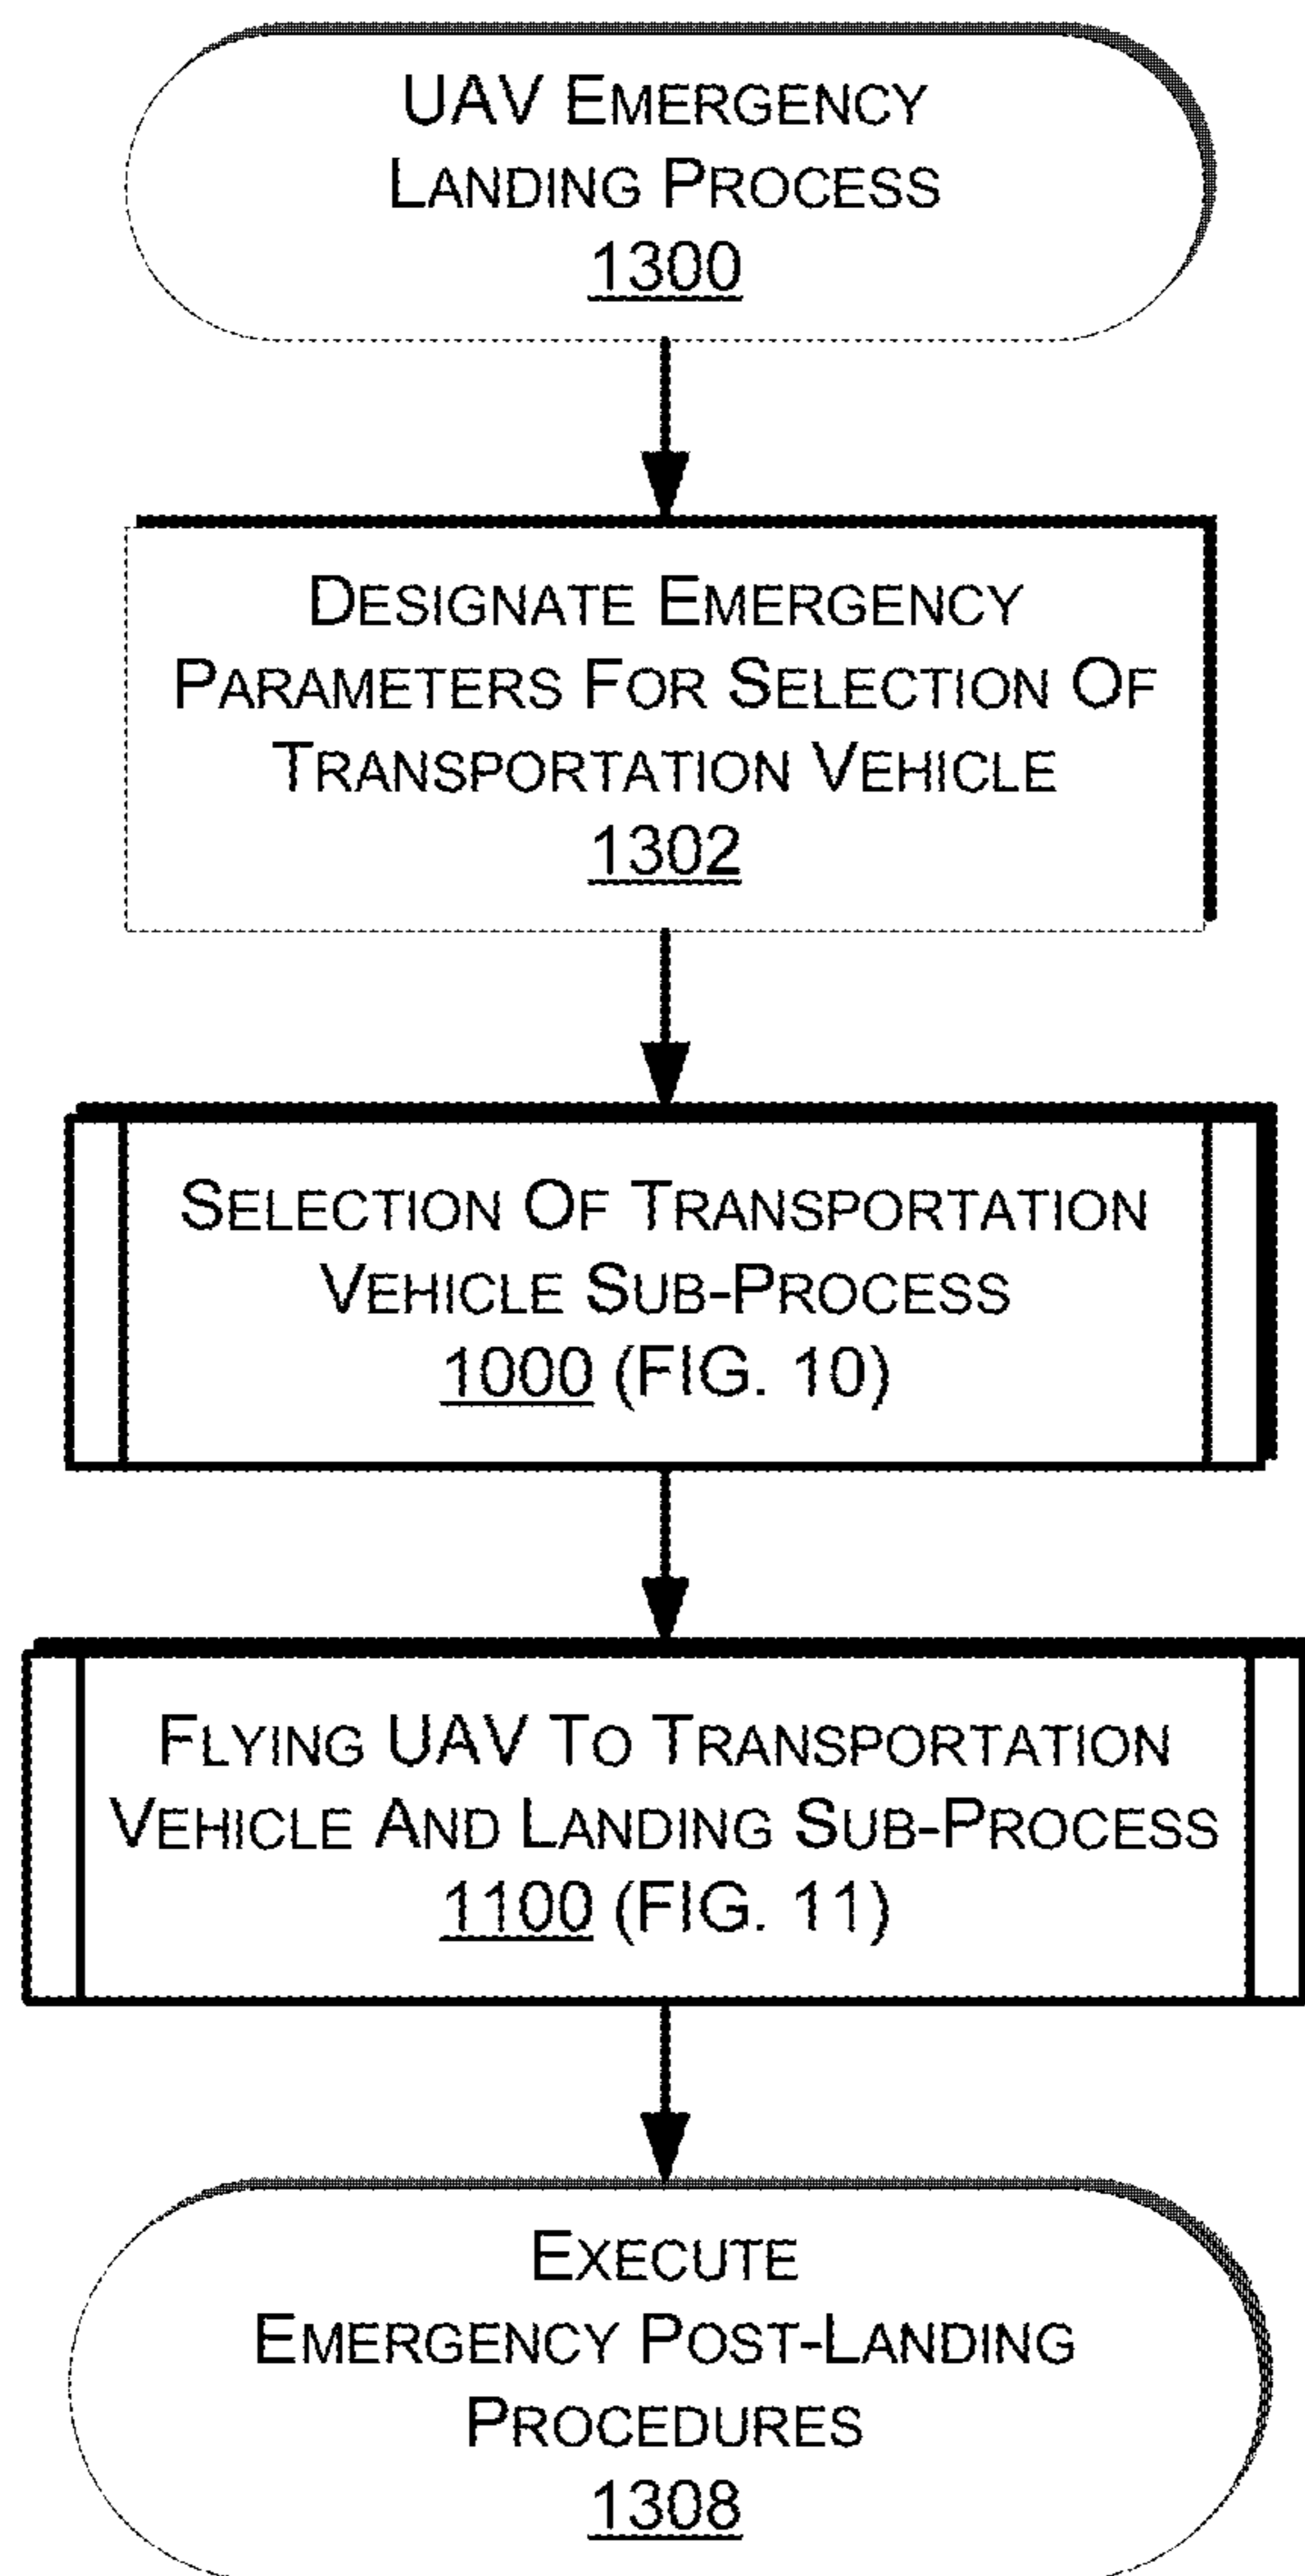 UAV EMERGENCY
LANDING PROCESS
1300
DESIGNATE EMERGENCY
PARAMETERS FOR SELECTION OF
TRANSPORTATION VEHICLE
1302
SELECTION OF TRANSPORTATION
VEHICLE SUB-PROCESS
1000 (FIG. 10)
FLYING UAV TO TRANSPORTATION
VEHICLE AND LANDING SUB-PROCESS
1100 (FIG. 11)
EXECUTE
EMERGENCY POST-LANDING
PROCEDURES
1308